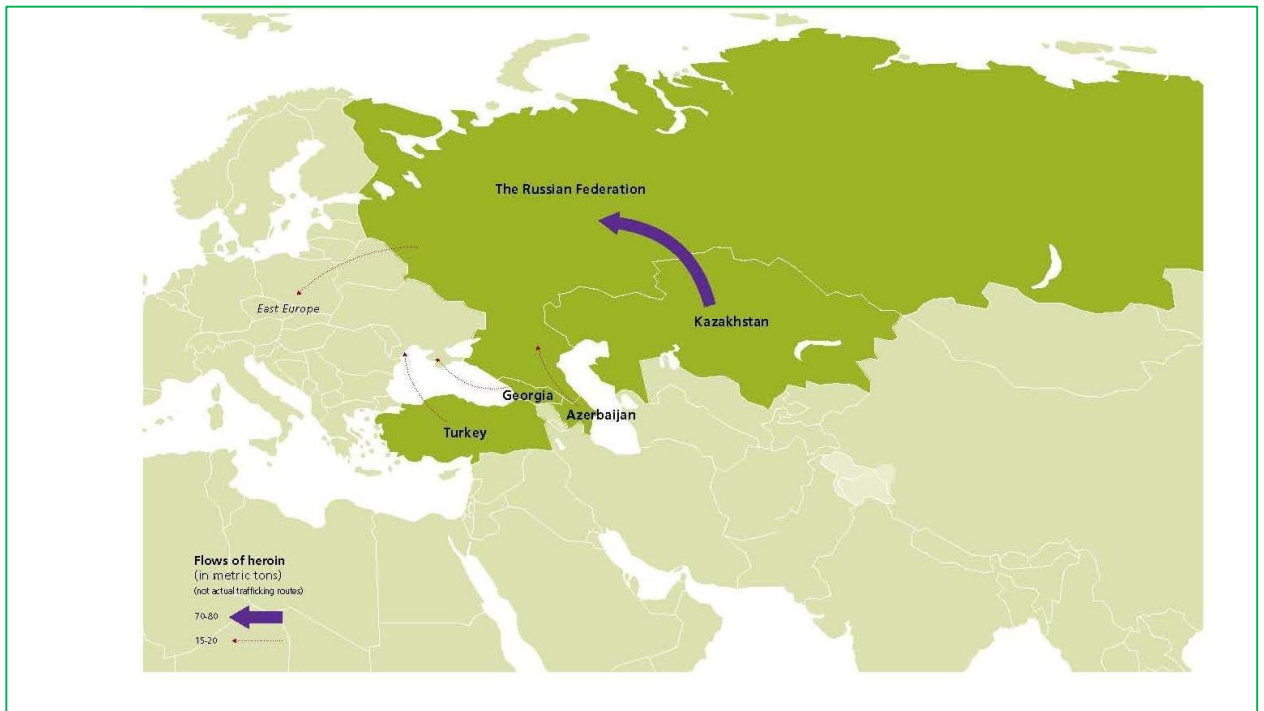 The Russian Federation
East Europe
Kazakhstan
Georgia
Azerbaijan
Turkey
Flows of heroin
(in metric tons)
(not actual trafficking routes)
70-80
15-20